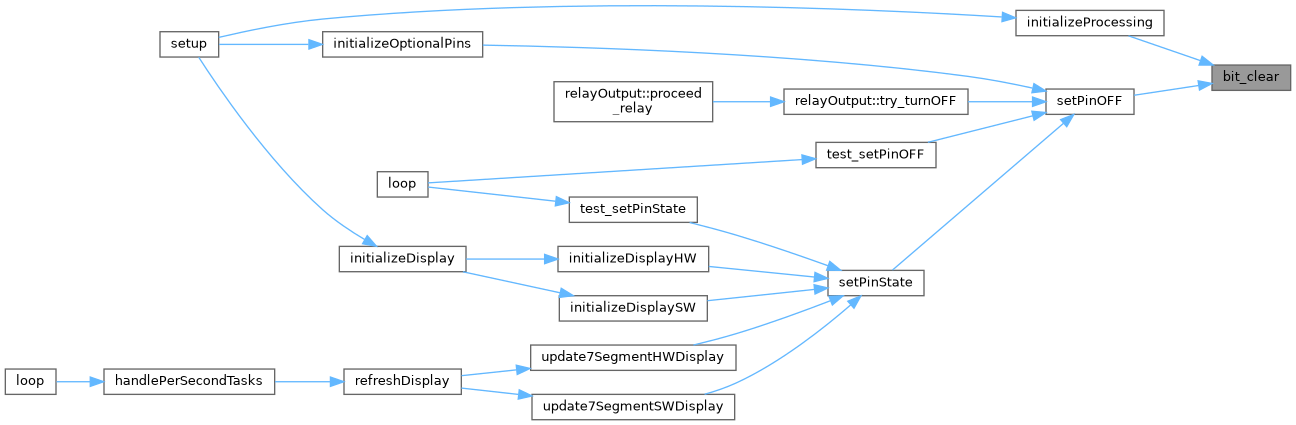 initializeProcessing
setup
initializeOptionalPins
bit_clear
relayOutput::proceed
_relay
relayOutput::try_turnOFF
setPinOFF
test_setPinOFF
loop
test_setPinState
initializeDisplay
initializeDisplayHW
setPinState
initializeDisplaySW
update7SegmentHWDisplay
loop
handlePerSecondTasks
refreshDisplay
update7SegmentSWDisplay